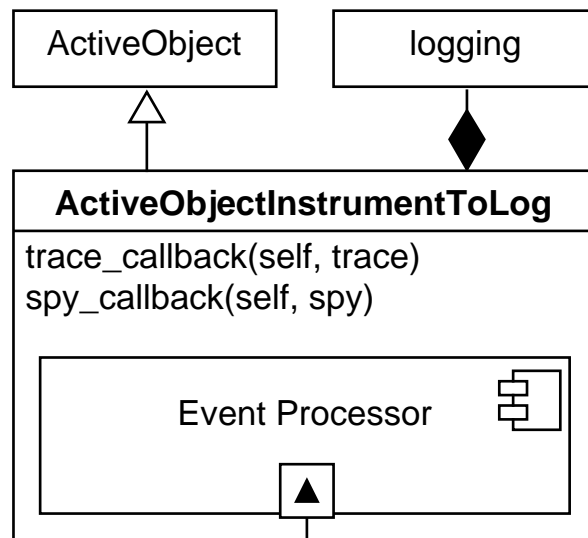 ActiveObject
logging
ActiveObjectInstrumentToLog
trace_callback(self, trace)
spy_callback(self, spy)
Event Processor